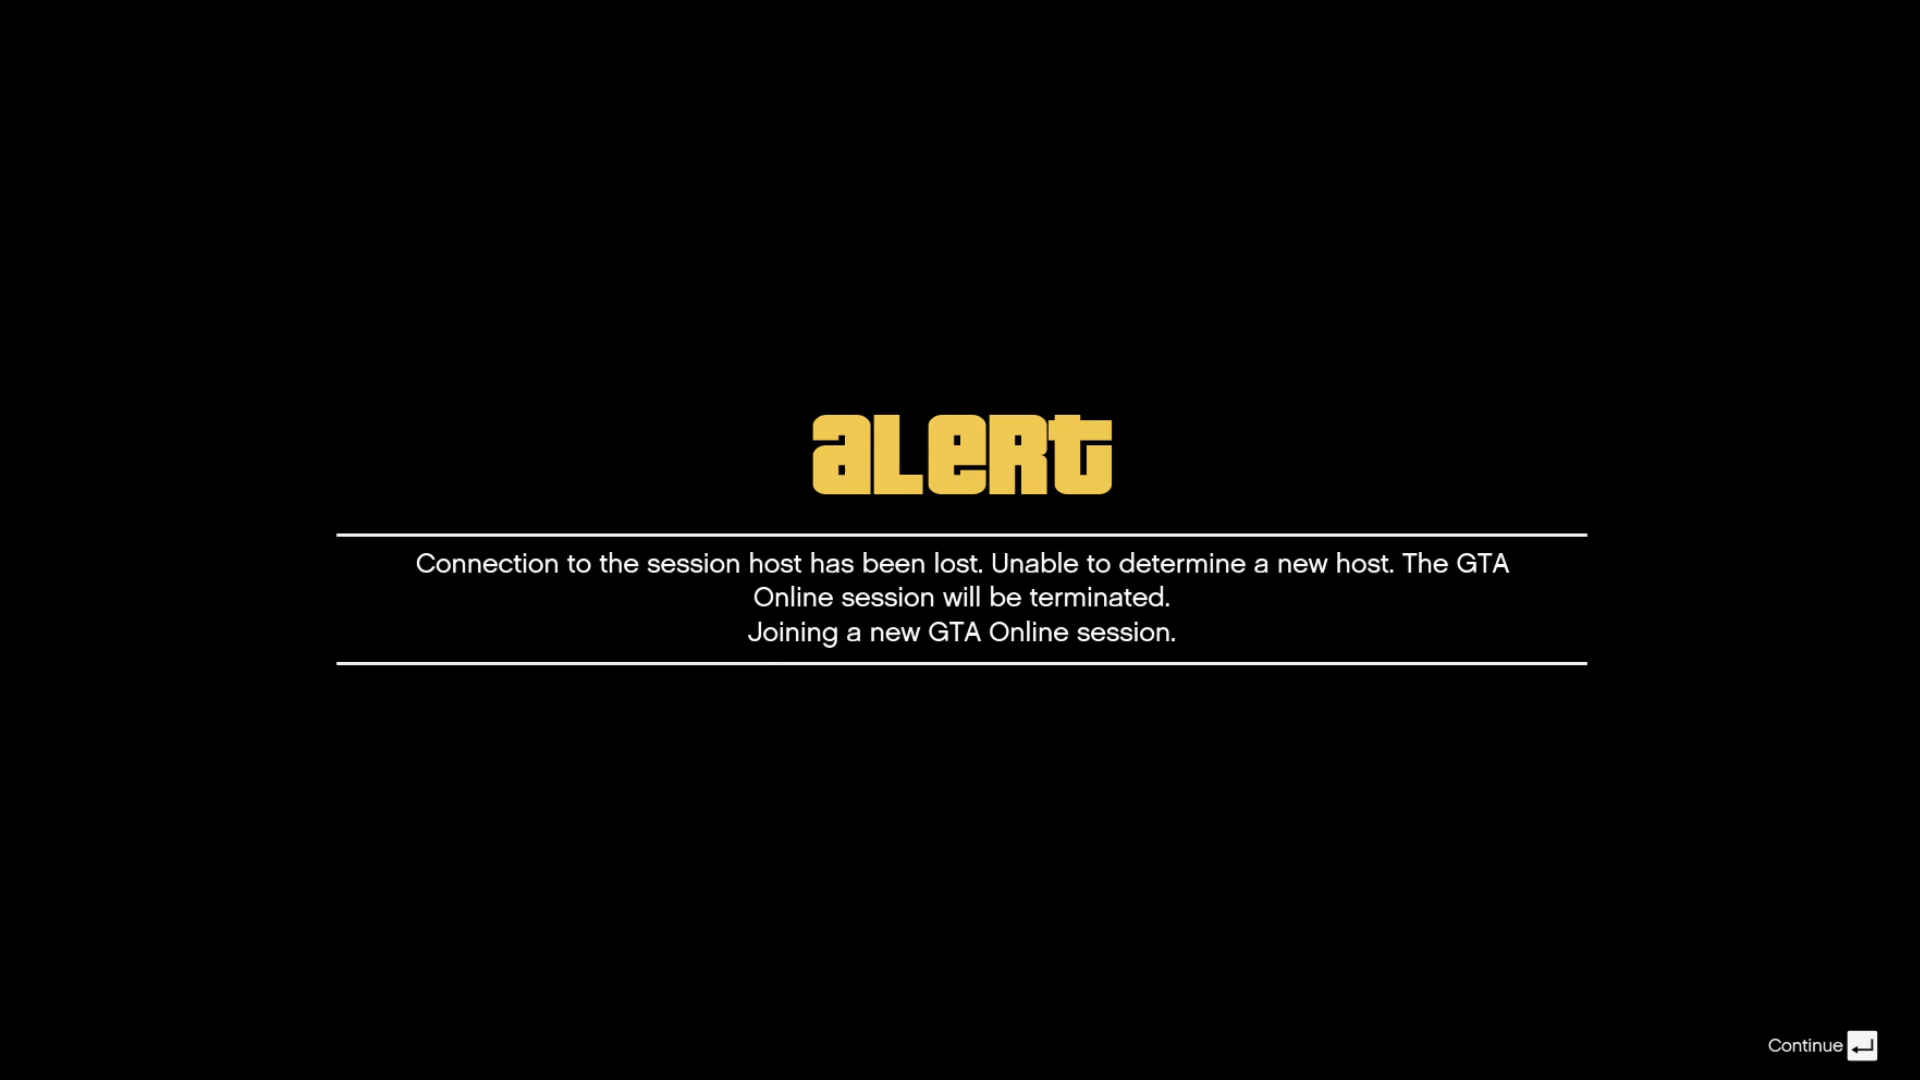 aLeRt
Connection to the session host has been lost. Unable to determine a new host. The GTA
Online session will be terminated.
Joining a new GTA Online session.
Continue